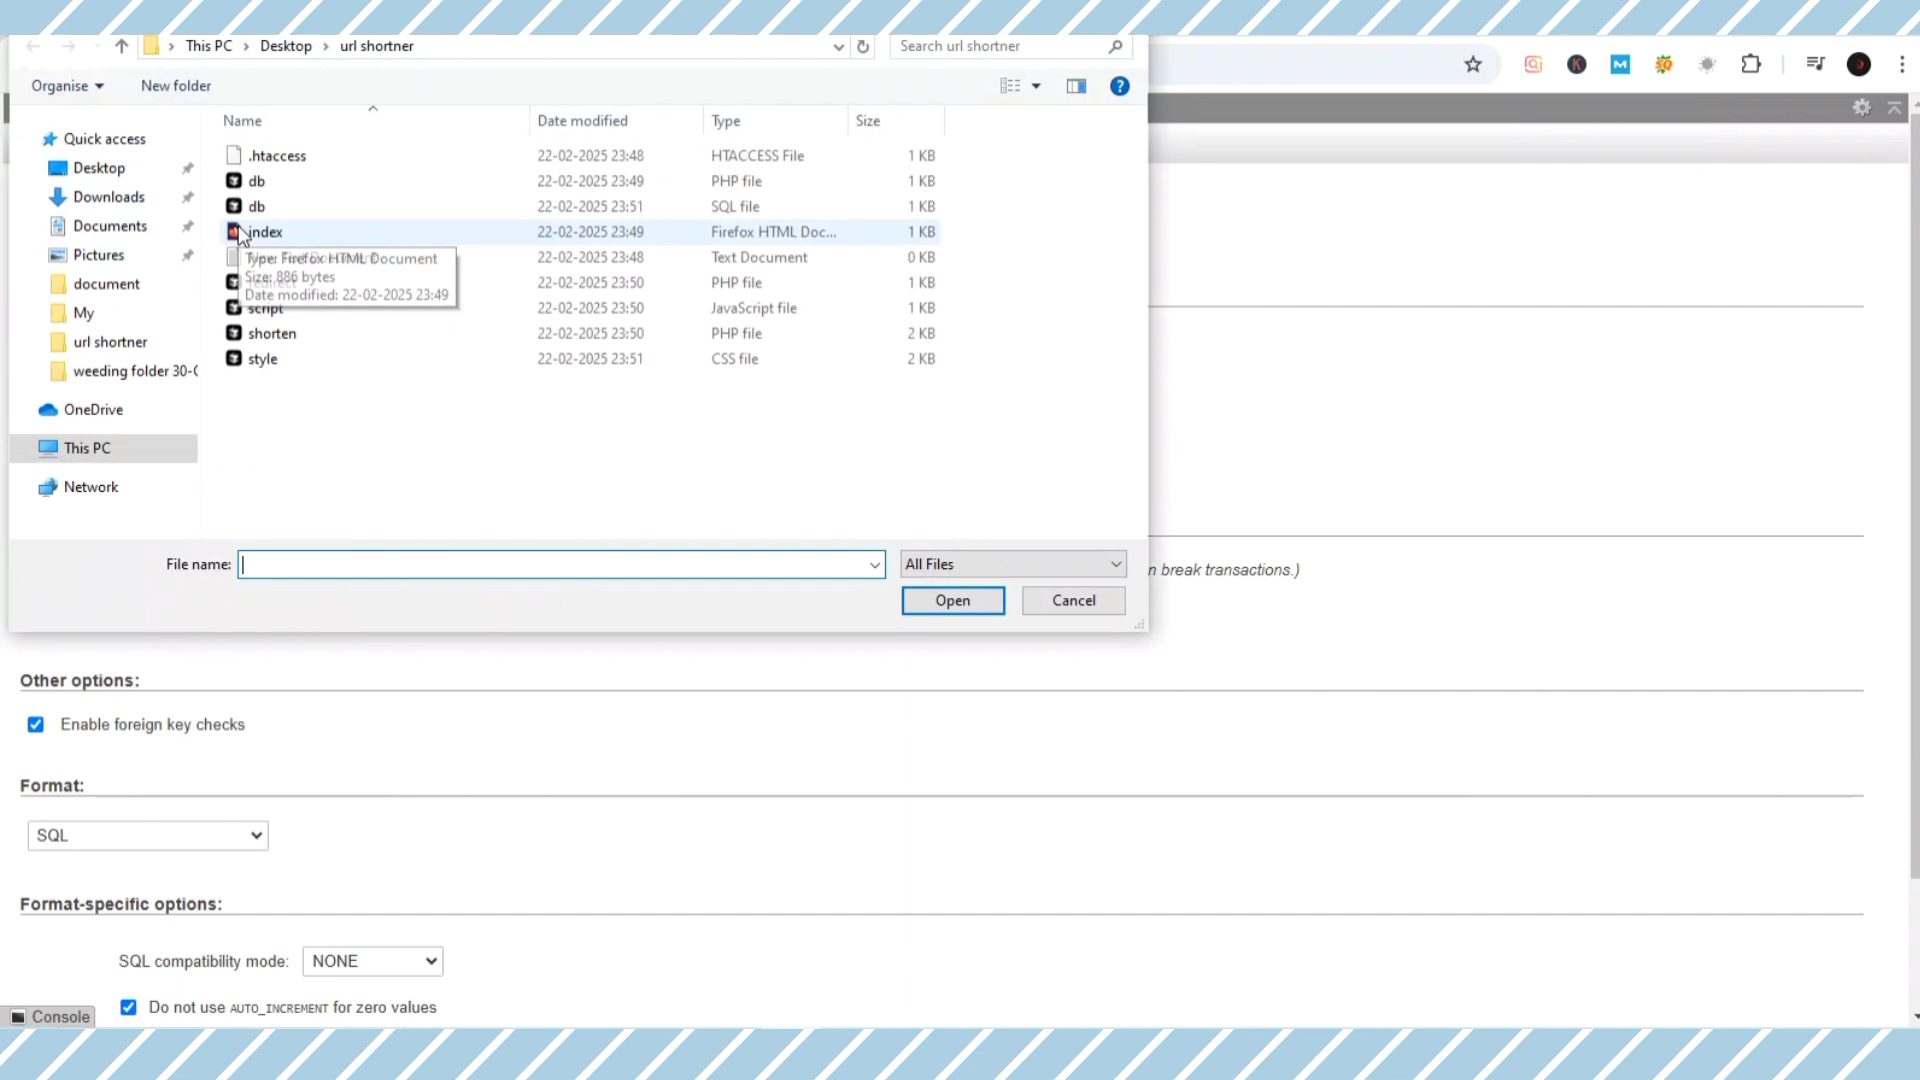 This PC › Desktop › url shortner
Search url shortner
Organise
New folder
Name
Date modified
Type
Size
Quick access
Desktop
Downloads
Documents
Pictures
document
My
url shortner
weeding folder 30-
OneDrive
This PC
Network
.htaccess 22-02-2025 23:48 HTACCESS File 1 KB
db 22-02-2025 23:49 PHP file 1 KB
db 22-02-2025 23:51 SQL file 1 KB
index 22-02-2025 23:49 Firefox HTML Doc... 1 KB
22-02-2025 23:48 Text Document 0 KB
22-02-2025 23:50 PHP file 1 KB
script 22-02-2025 23:50 JavaScript file 1 KB
shorten 22-02-2025 23:50 PHP file 2 KB
style 22-02-2025 23:51 CSS file 2 KB
Type: Firefox HTML Document
Size: 886 bytes
Date modified: 22-02-2025 23:49
File name:
All Files
Open
Cancel
n break transactions.)
Other options:
Enable foreign key checks
Format:
SQL
Format-specific options:
SQL compatibility mode: NONE
Do not use AUTO_INCREMENT for zero values
Console